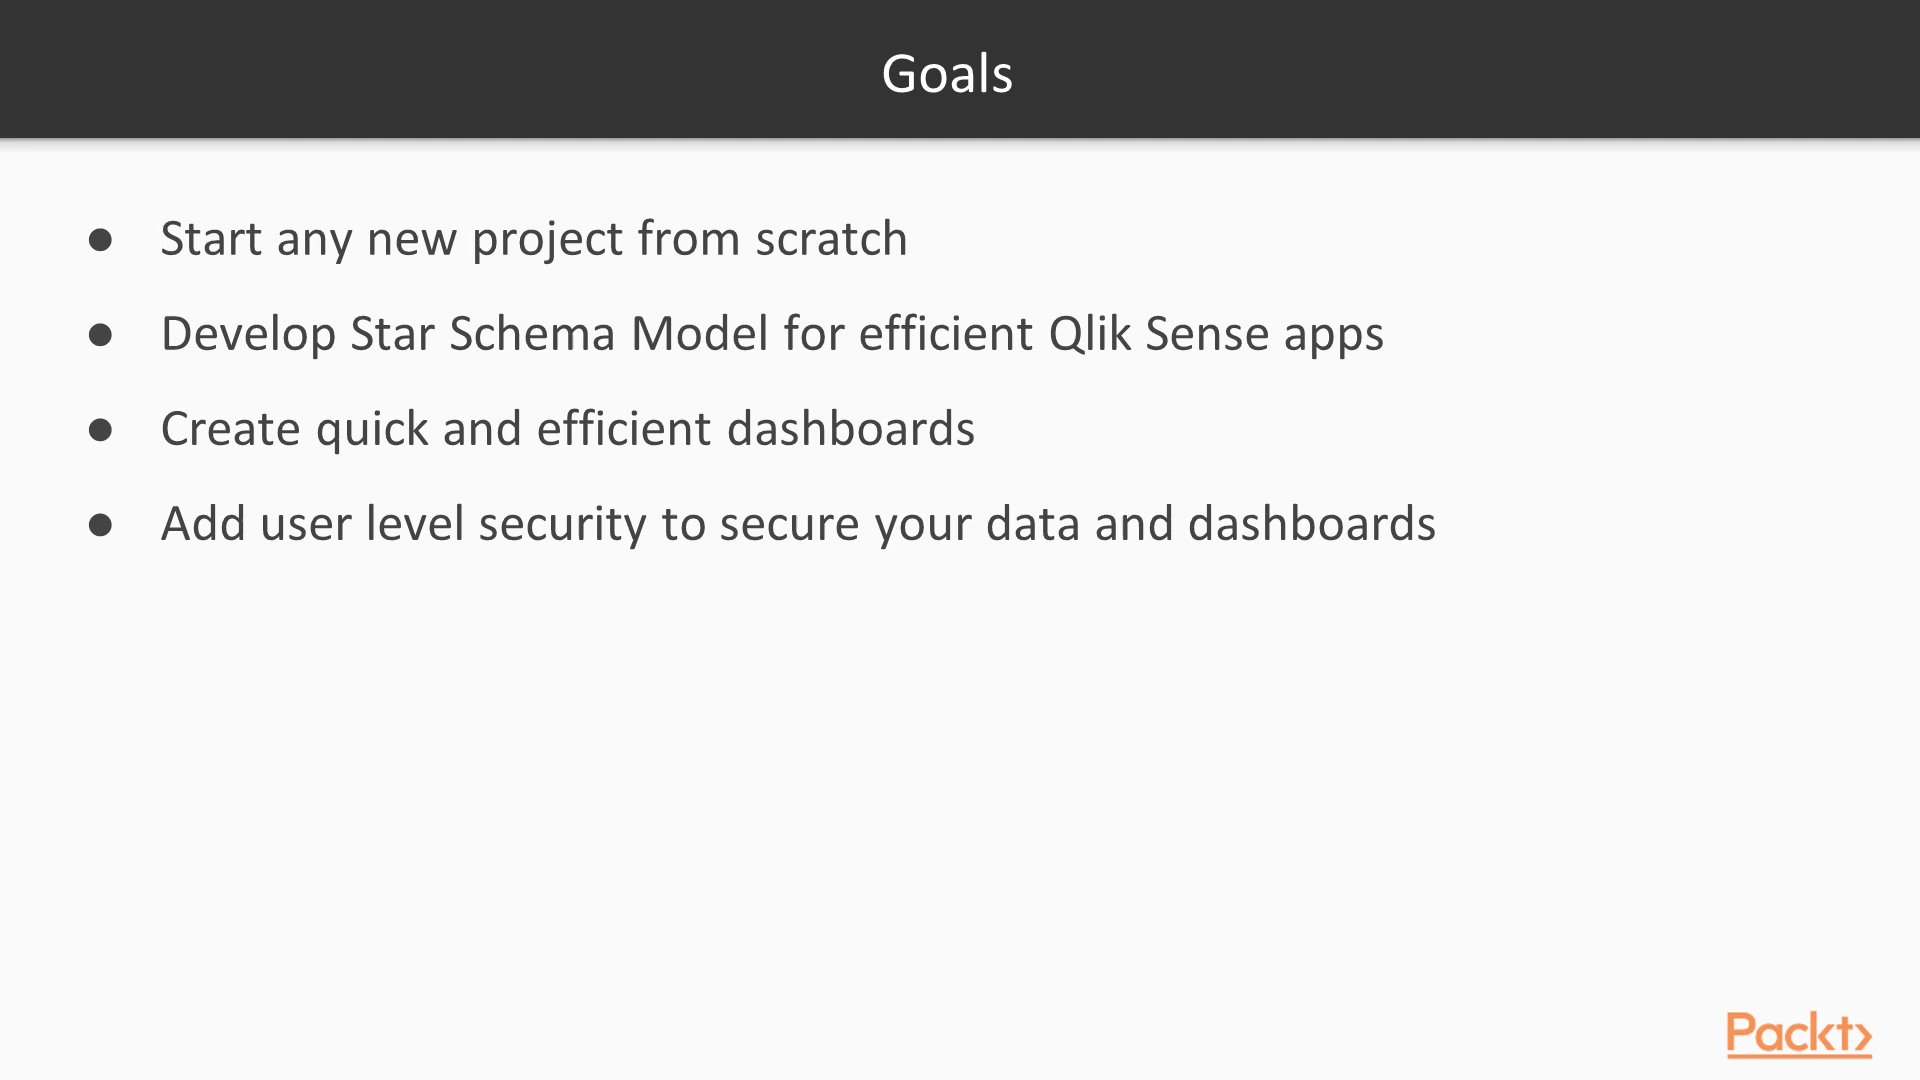 Goals
● Start any new project from scratch
● Develop Star Schema Model for efficient Qlik Sense apps
● Create quick and efficient dashboards
● Add user level security to secure your data and dashboards
Packt>